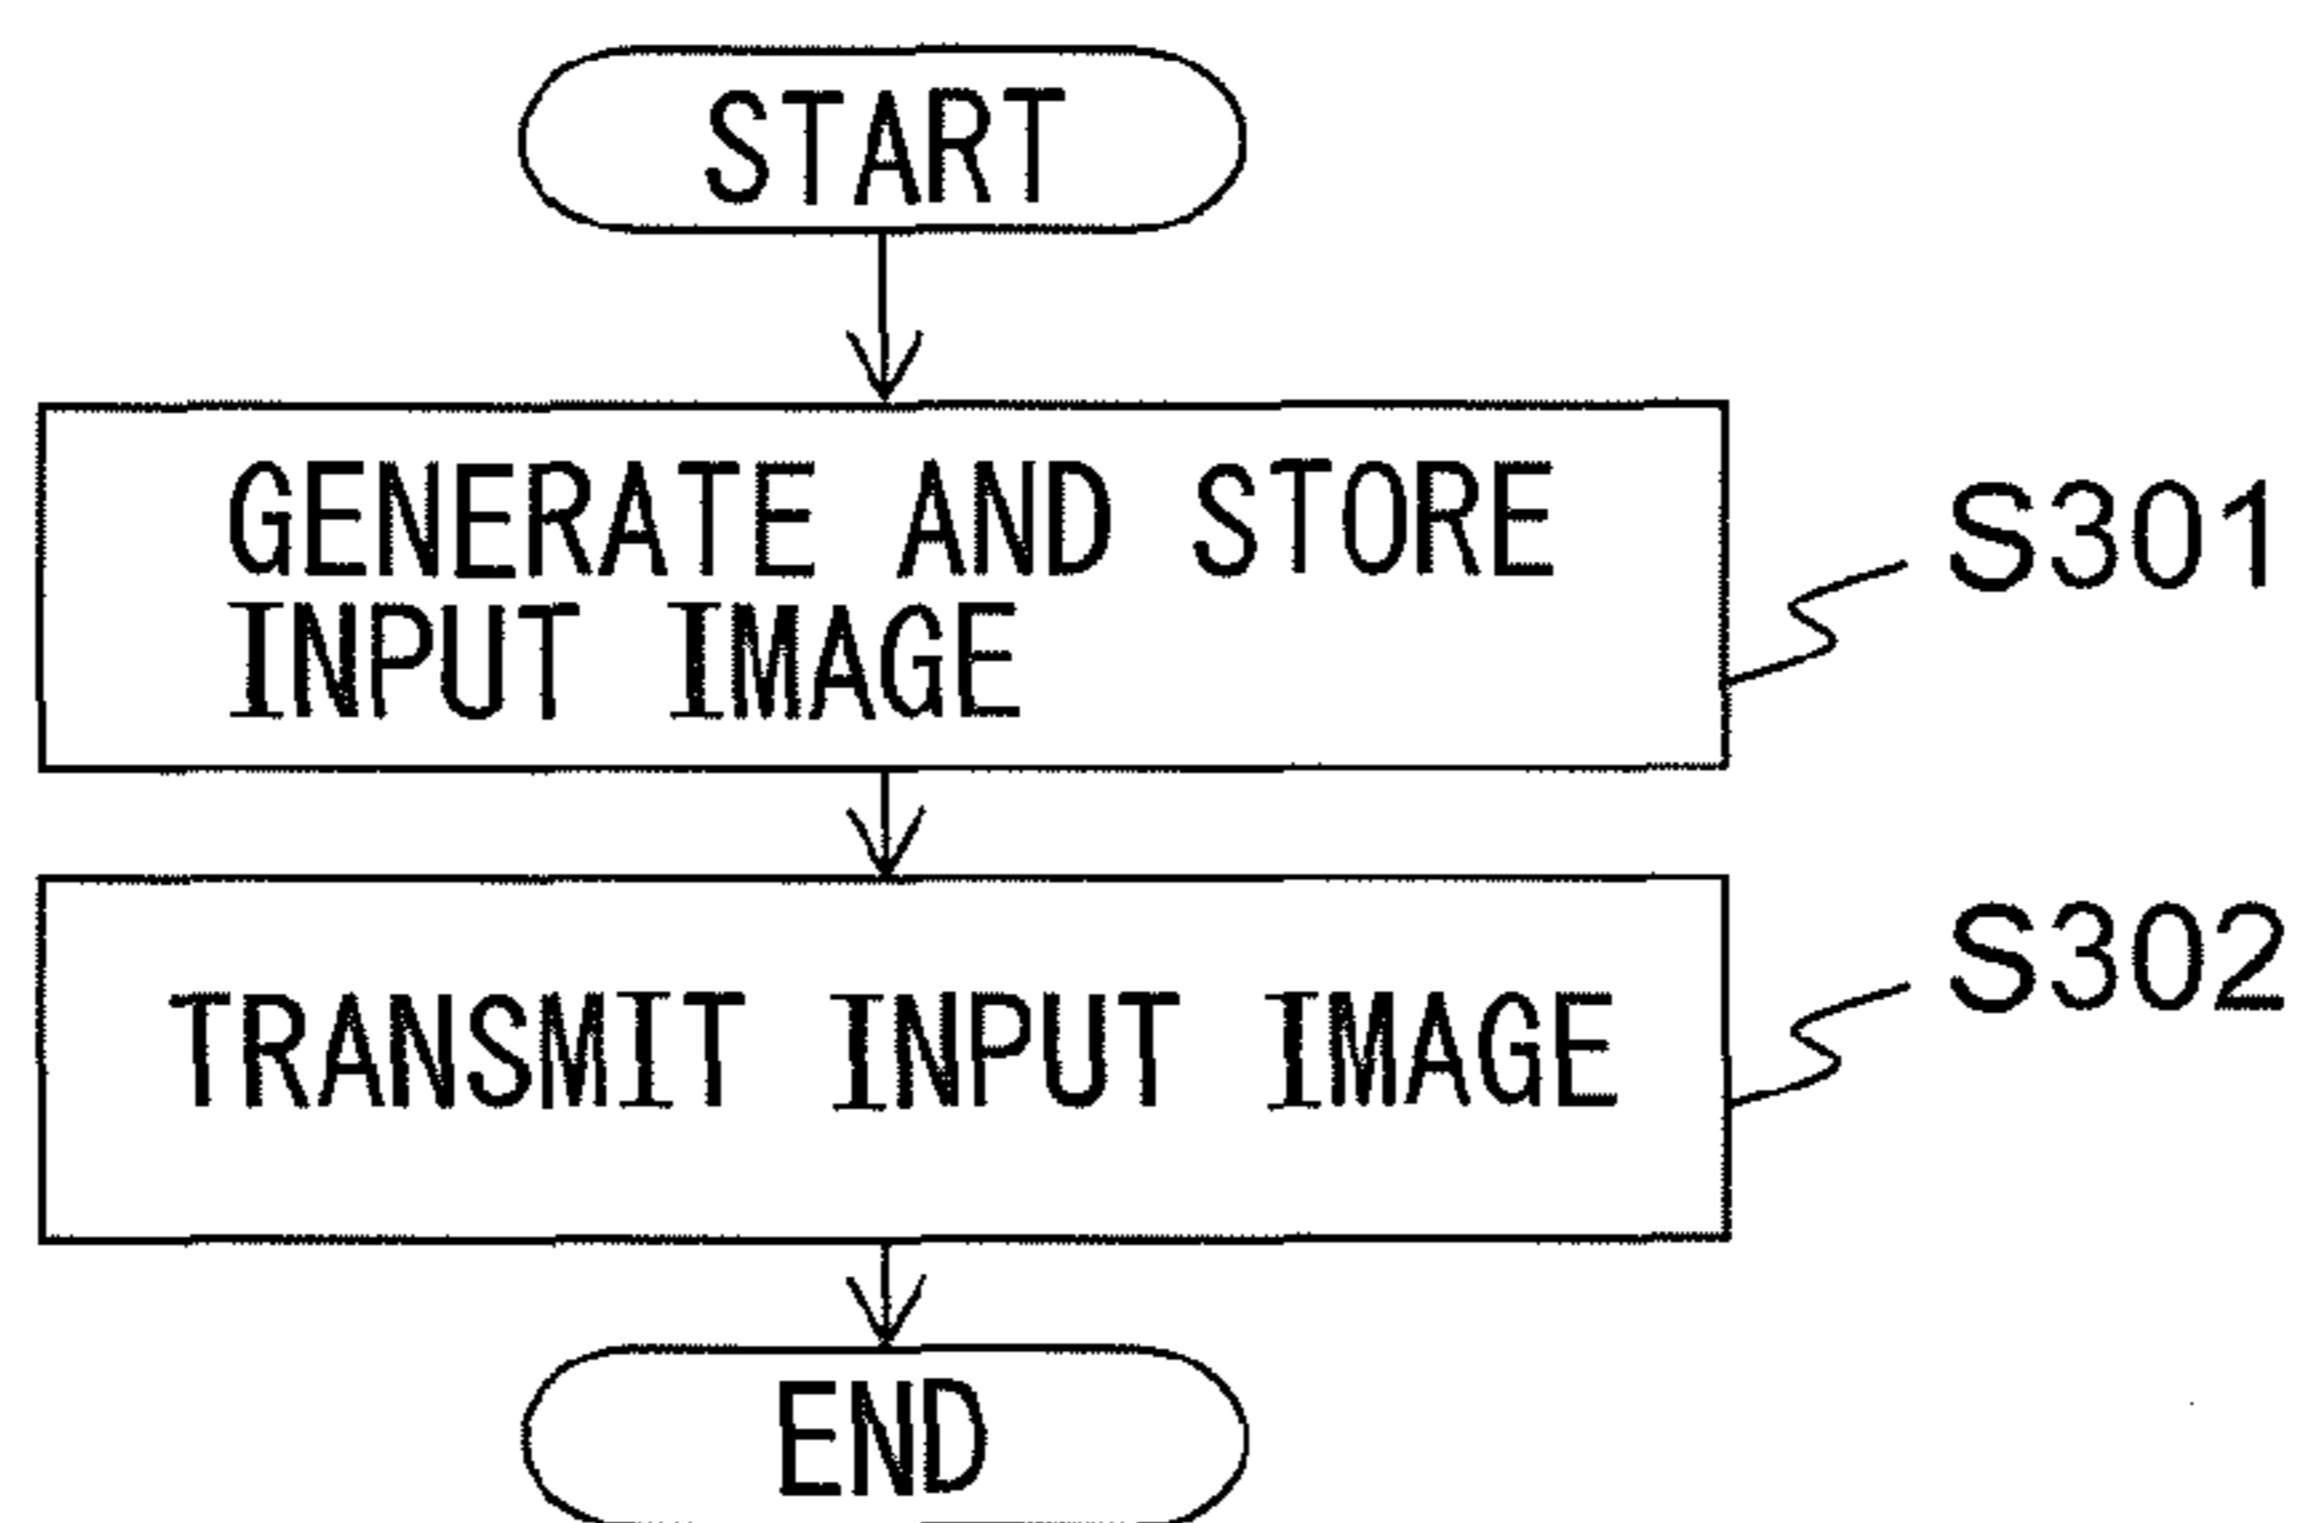 START
GENERATE AND STORE
INPUT IMAGE
S301
TRANSMIT INPUT IMAGE
S302
END